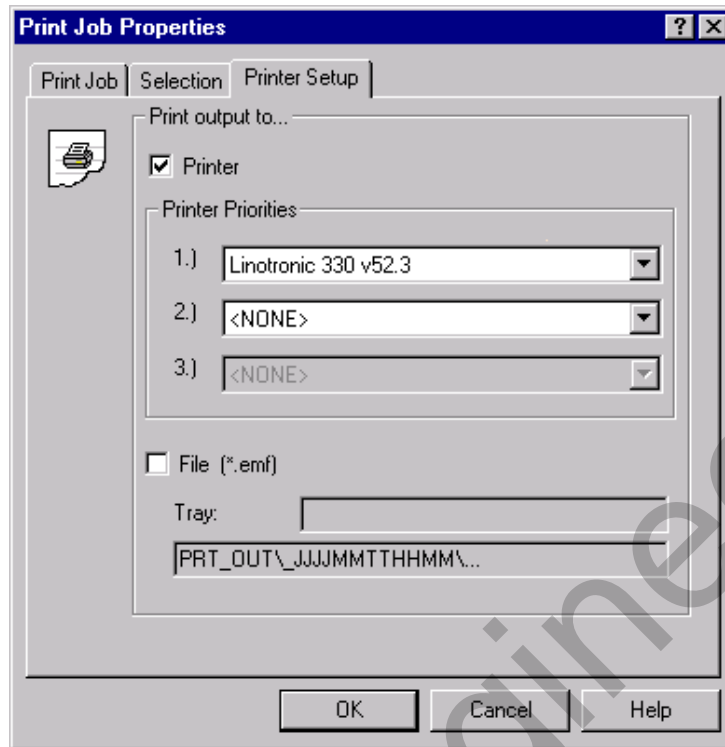 Print Job Properties
Print Job Selection Printer Setup
Print output to...
Printer
Printer Priorities
1.) Linotronic 330 v52.3
2.) <NONE>
3.) <NONE>
File (*.emf)
Tray:
PRT_OUT\_JJJJMMTTHHMM\...
OK Cancel Help